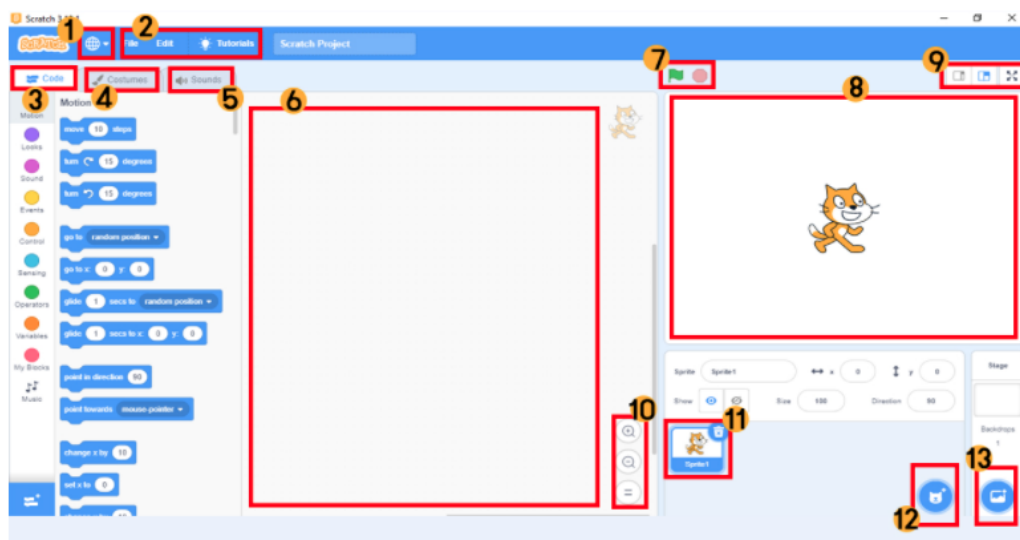 Scratch
1
2
7
9
SCRATCH
File Edit Tutorials Scratch Project
Code
Costumes
Sounds
3
4
5
6
8
Motion
Looks
Sound
Events
Control
Sensing
Operators
Variables
My Blocks
Music
Motion
move 10 steps
turn 15 degrees
turn 15 degrees
go to random position
go to x: 0 y: 0
glide 1 secs to random position
glide 1 secs to x: 0 y: 0
point in direction 90
point towards mouse-pointer
change x by 10
set x to 0
10
Sprite Sprite1 x 0 y 0
Show Size 100 Direction 90
11
Sprite1
12
Stage
Backdrops
1
13